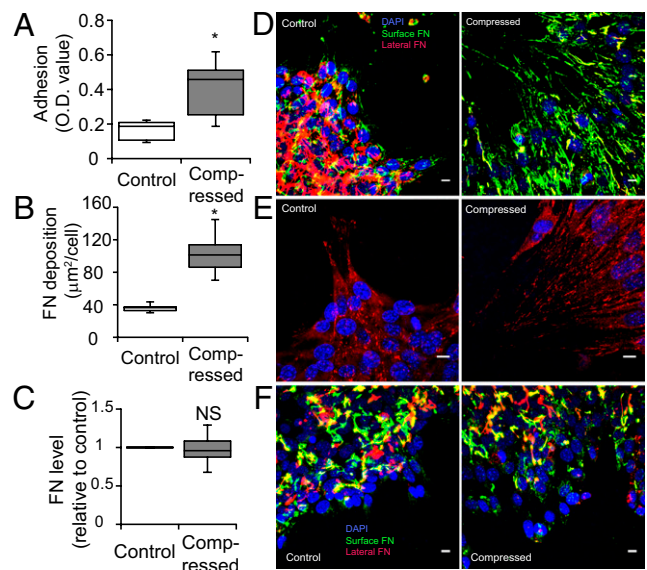 A
Adhesion
(O.D. value)
0.8
0.6
0.4
0.2
0
*
Control
Comp-
ressed
B
FN deposition
(μm²/cell)
160
120
80
40
0
*
Control
Comp-
ressed
C
FN level
(relative to control)
1.5
1
0.5
0
NS
Control
Comp-
ressed
D
Control
DAPI
Surface FN
Lateral FN
Compressed
E
Control
Compressed
F
DAPI
Surface FN
Lateral FN
Control
Compressed